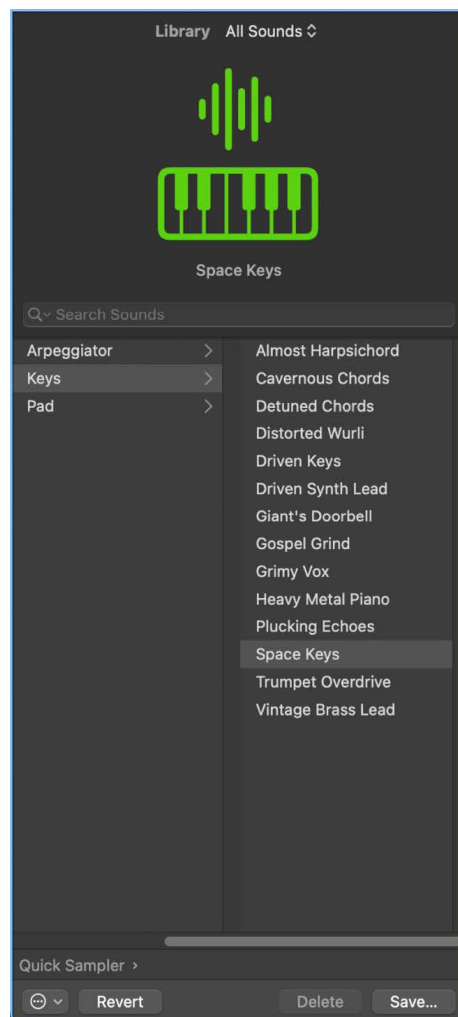 Library All Sounds
Space Keys
Search Sounds
Arpeggiator
Keys
Pad
Almost Harpsichord
Cavernous Chords
Detuned Chords
Distorted Wurli
Driven Keys
Driven Synth Lead
Giant's Doorbell
Gospel Grind
Grimy Vox
Heavy Metal Piano
Plucking Echoes
Space Keys
Trumpet Overdrive
Vintage Brass Lead
Quick Sampler ›
Revert Delete Save...